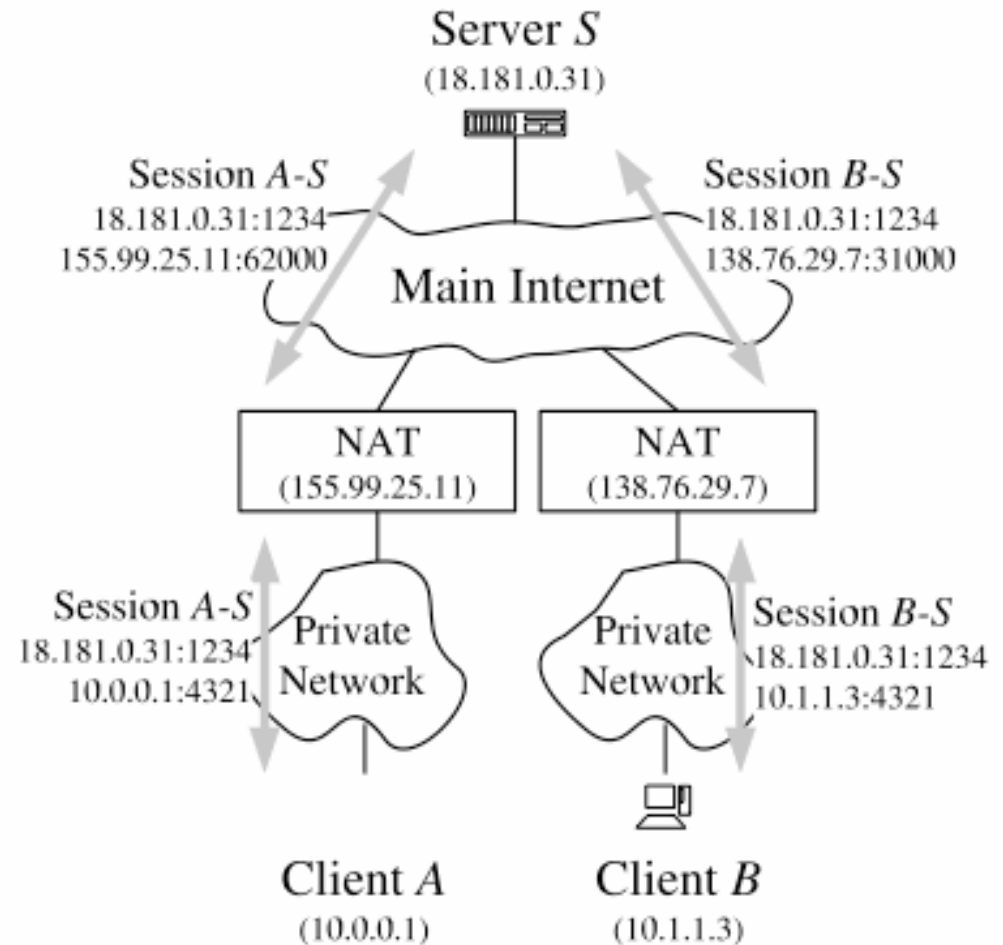 Server S
(18.181.0.31)
Session A-S
18.181.0.31:1234
155.99.25.11:62000
Session B-S
18.181.0.31:1234
138.76.29.7:31000
Main Internet
NAT
(155.99.25.11)
NAT
(138.76.29.7)
Session A-S
18.181.0.31:1234
10.0.0.1:4321
Private
Network
Private
Network
Session B-S
18.181.0.31:1234
10.1.1.3:4321
Client A
(10.0.0.1)
Client B
(10.1.1.3)